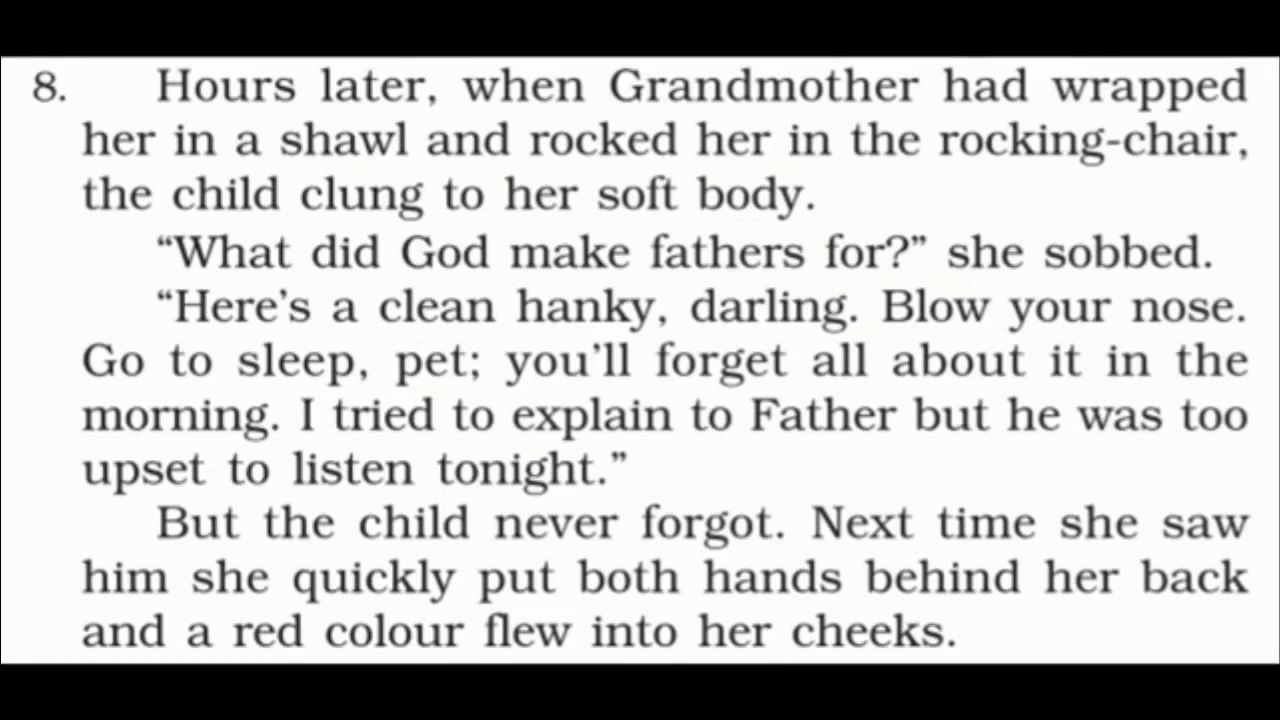 8. Hours later, when Grandmother had wrapped
her in a shawl and rocked her in the rocking-chair,
the child clung to her soft body.
“What did God make fathers for?” she sobbed.
“Here’s a clean hanky, darling. Blow your nose.
Go to sleep, pet; you’ll forget all about it in the
morning. I tried to explain to Father but he was too
upset to listen tonight.”
But the child never forgot. Next time she saw
him she quickly put both hands behind her back
and a red colour flew into her cheeks.